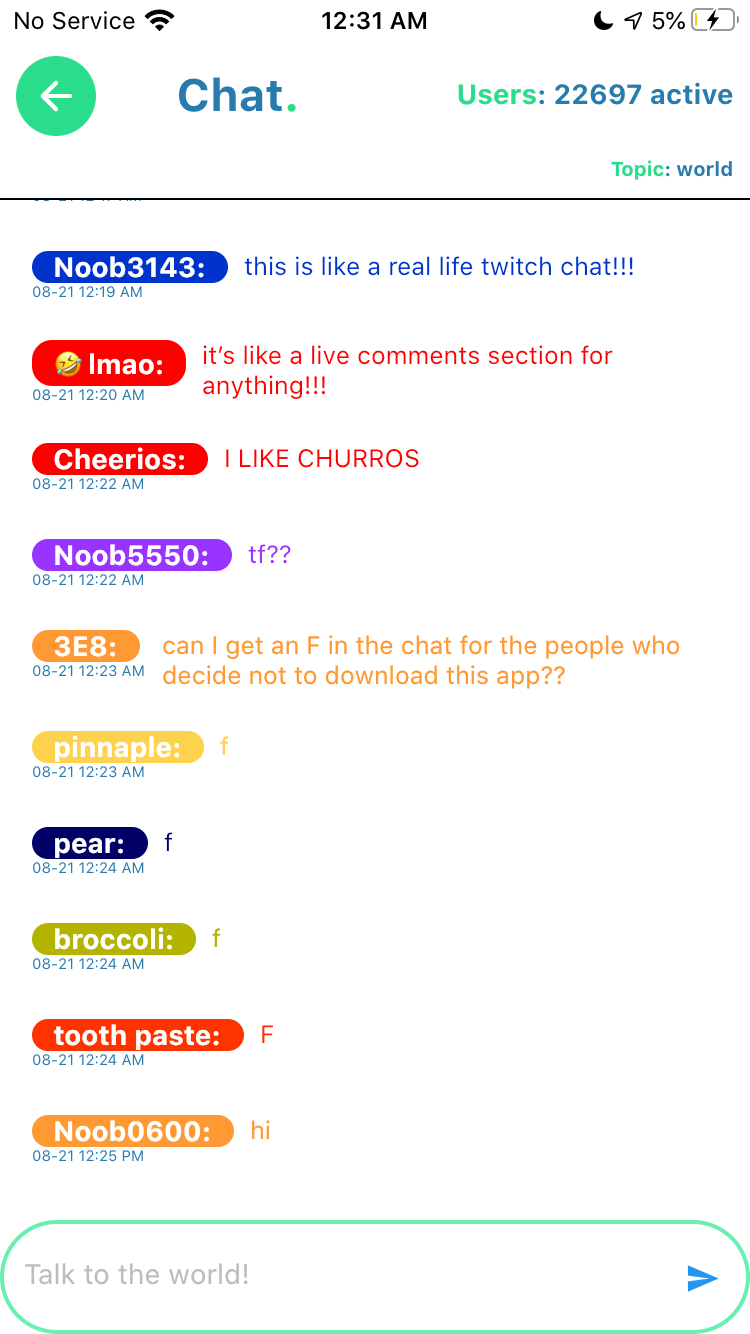 No Service 12:31 AM 5%
Chat. Users: 22697 active
Topic: world
Noob3143: this is like a real life twitch chat!!!
08-21 12:19 AM
🤣 lmao: it’s like a live comments section for
anything!!!
08-21 12:20 AM
Cheerios: I LIKE CHURROS
08-21 12:22 AM
Noob5550: tf??
08-21 12:22 AM
3E8: can I get an F in the chat for the people who
08-21 12:23 AM decide not to download this app??
pinnaple: f
08-21 12:23 AM
pear: f
08-21 12:24 AM
broccoli: f
08-21 12:24 AM
tooth paste: F
08-21 12:24 AM
Noob0600: hi
08-21 12:25 PM
Talk to the world!